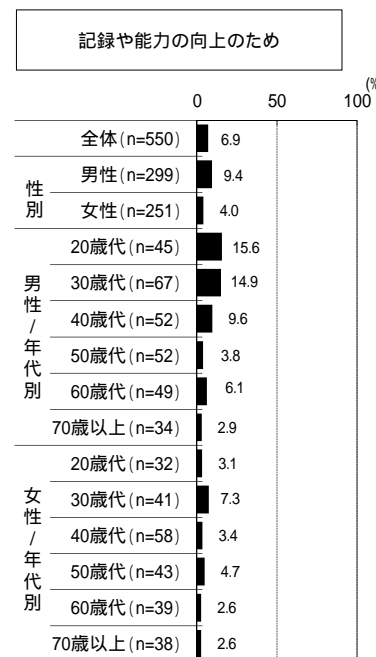 記録や能力の向上のため
(%
0 50 100
全体(n=550) 6.9
性別
男性(n=299) 9.4
女性(n=251) 4.0
男性/年代別
20歳代(n=45) 15.6
30歳代(n=67) 14.9
40歳代(n=52) 9.6
50歳代(n=52) 3.8
60歳代(n=49) 6.1
70歳以上(n=34) 2.9
女性/年代別
20歳代(n=32) 3.1
30歳代(n=41) 7.3
40歳代(n=58) 3.4
50歳代(n=43) 4.7
60歳代(n=39) 2.6
70歳以上(n=38) 2.6